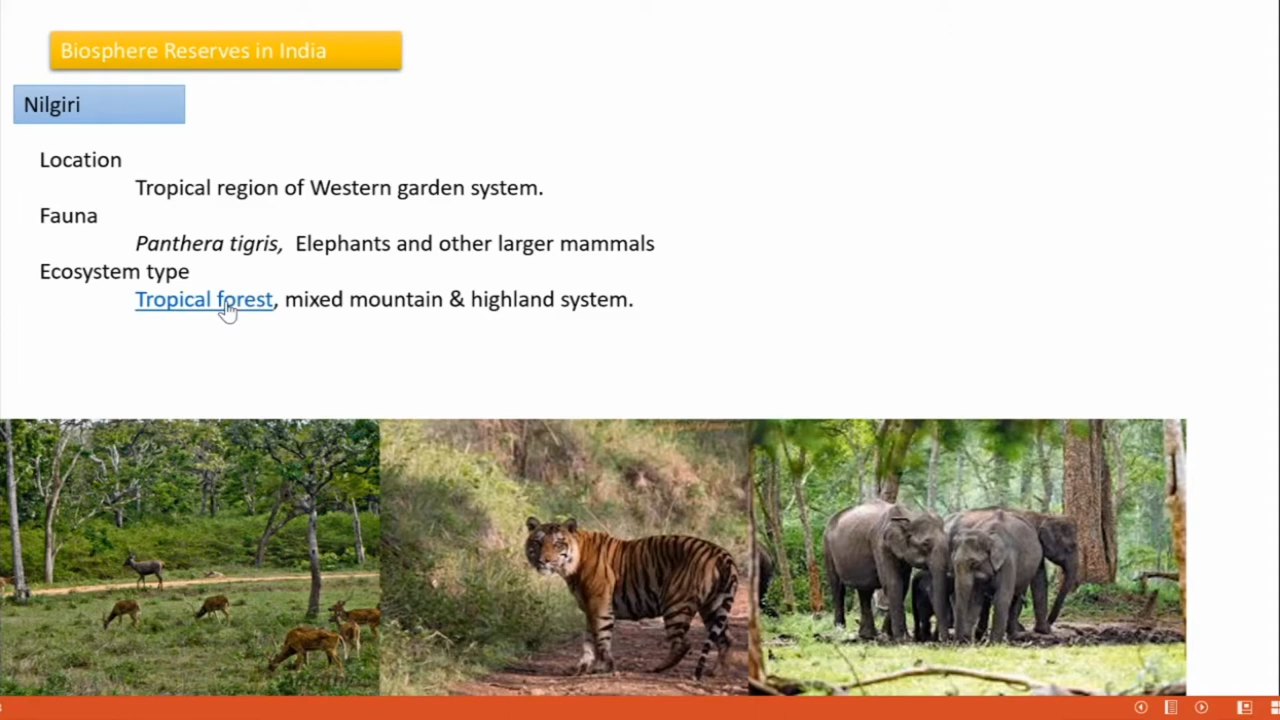 Biosphere Reserves in India
Nilgiri
Location
Tropical region of Western garden system.
Fauna
Panthera tigris, Elephants and other larger mammals
Ecosystem type
Tropical forest, mixed mountain & highland system.